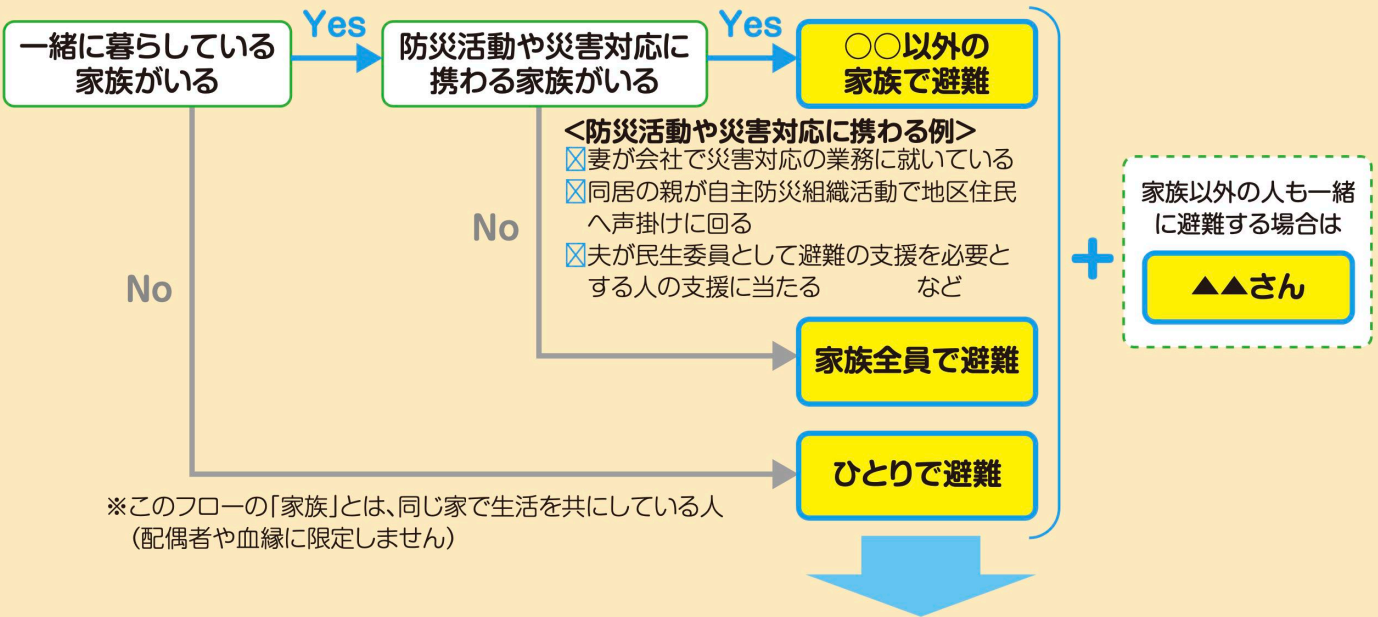 一緒に暮らしている
家族がいる
Yes
防災活動や災害対応に
携わる家族がいる
Yes
○○以外の
家族で避難
<防災活動や災害対応に携わる例>
妻が会社で災害対応の業務に就いている
同居の親が自主防災組織活動で地区住民
へ声掛けに回る
夫が民生委員として避難の支援を必要と
する人の支援に当たる　　　など
No
No
家族全員で避難
ひとりで避難
家族以外の人も一緒
に避難する場合は
▲▲さん
※このフローの「家族」とは、同じ家で生活を共にしている人
（配偶者や血縁に限定しません）